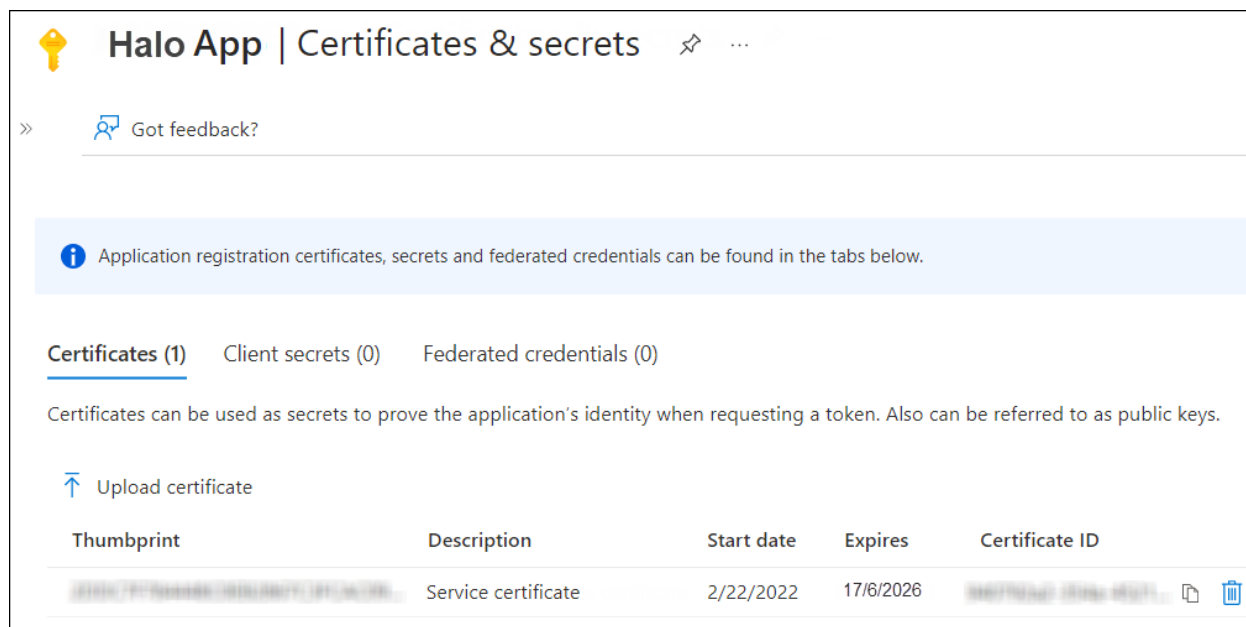 Halo App | Certificates & secrets ...
Got feedback?
Application registration certificates, secrets and federated credentials can be found in the tabs below.
Certificates (1) Client secrets (0) Federated credentials (0)
Certificates can be used as secrets to prove the application's identity when requesting a token. Also can be referred to as public keys.
Upload certificate
Thumbprint Description Start date Expires Certificate ID
Service certificate 2/22/2022 17/6/2026